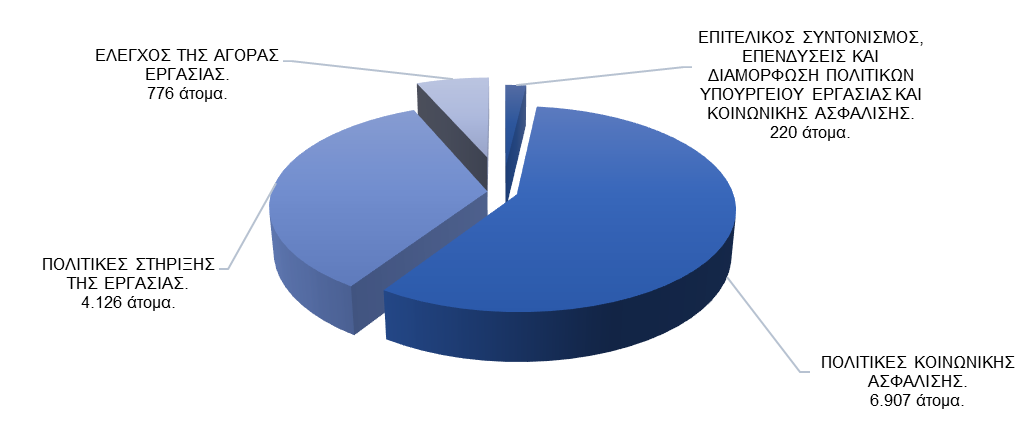 ΕΛΕΓΧΟΣ ΤΗΣ ΑΓΟΡΑΣ
ΕΡΓΑΣΙΑΣ.
776 άτομα.
ΕΠΙΤΕΛΙΚΟΣ ΣΥΝΤΟΝΙΣΜΟΣ,
ΕΠΕΝΔΥΣΕΙΣ ΚΑΙ
ΔΙΑΜΟΡΦΩΣΗ ΠΟΛΙΤΙΚΩΝ
ΥΠΟΥΡΓΕΙΟΥ ΕΡΓΑΣΙΑΣ ΚΑΙ
ΚΟΙΝΩΝΙΚΗΣ ΑΣΦΑΛΙΣΗΣ.
220 άτομα.
ΠΟΛΙΤΙΚΕΣ ΣΤΗΡΙΞΗΣ
ΤΗΣ ΕΡΓΑΣΙΑΣ.
4.126 άτομα.
ΠΟΛΙΤΙΚΕΣ ΚΟΙΝΩΝΙΚΗΣ
ΑΣΦΑΛΙΣΗΣ.
6.907 άτομα.